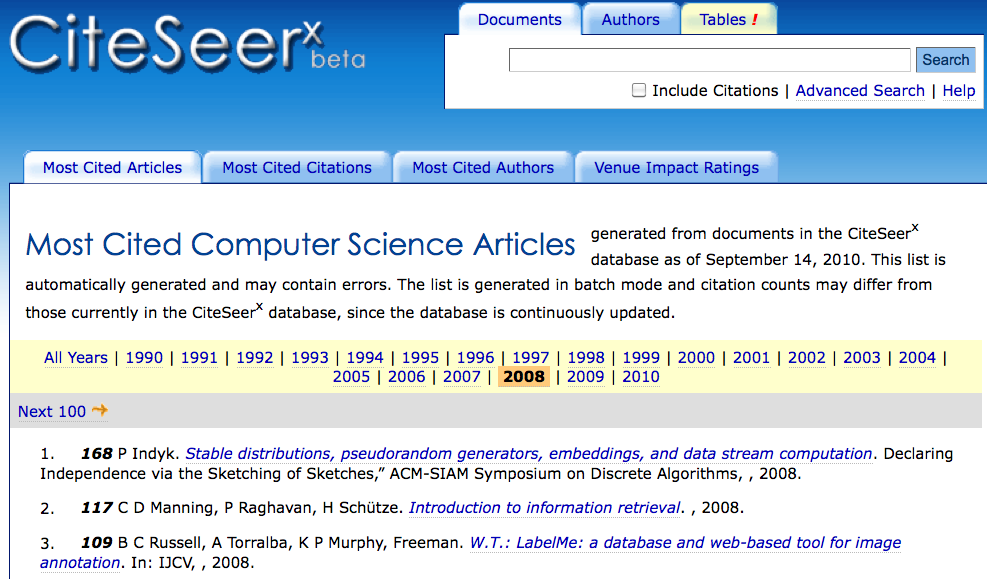 CiteSeerx beta
Documents
Authors
Tables !
Search
Include Citations | Advanced Search | Help
Most Cited Articles
Most Cited Citations
Most Cited Authors
Venue Impact Ratings
Most Cited Computer Science Articles generated from documents in the CiteSeerx
database as of September 14, 2010. This list is
automatically generated and may contain errors. The list is generated in batch mode and citation counts may differ from
those currently in the CiteSeerx database, since the database is continuously updated.
All Years | 1990 | 1991 | 1992 | 1993 | 1994 | 1995 | 1996 | 1997 | 1998 | 1999 | 2000 | 2001 | 2002 | 2003 | 2004 |
2005 | 2006 | 2007 | 2008 | 2009 | 2010
Next 100 →
1. 168 P Indyk. Stable distributions, pseudorandom generators, embeddings, and data stream computation. Declaring
Independence via the Sketching of Sketches,” ACM-SIAM Symposium on Discrete Algorithms, , 2008.
2. 117 C D Manning, P Raghavan, H Schütze. Introduction to information retrieval. , 2008.
3. 109 B C Russell, A Torralba, K P Murphy, Freeman. W.T.: LabelMe: a database and web-based tool for image
annotation. In: IJCV, , 2008.